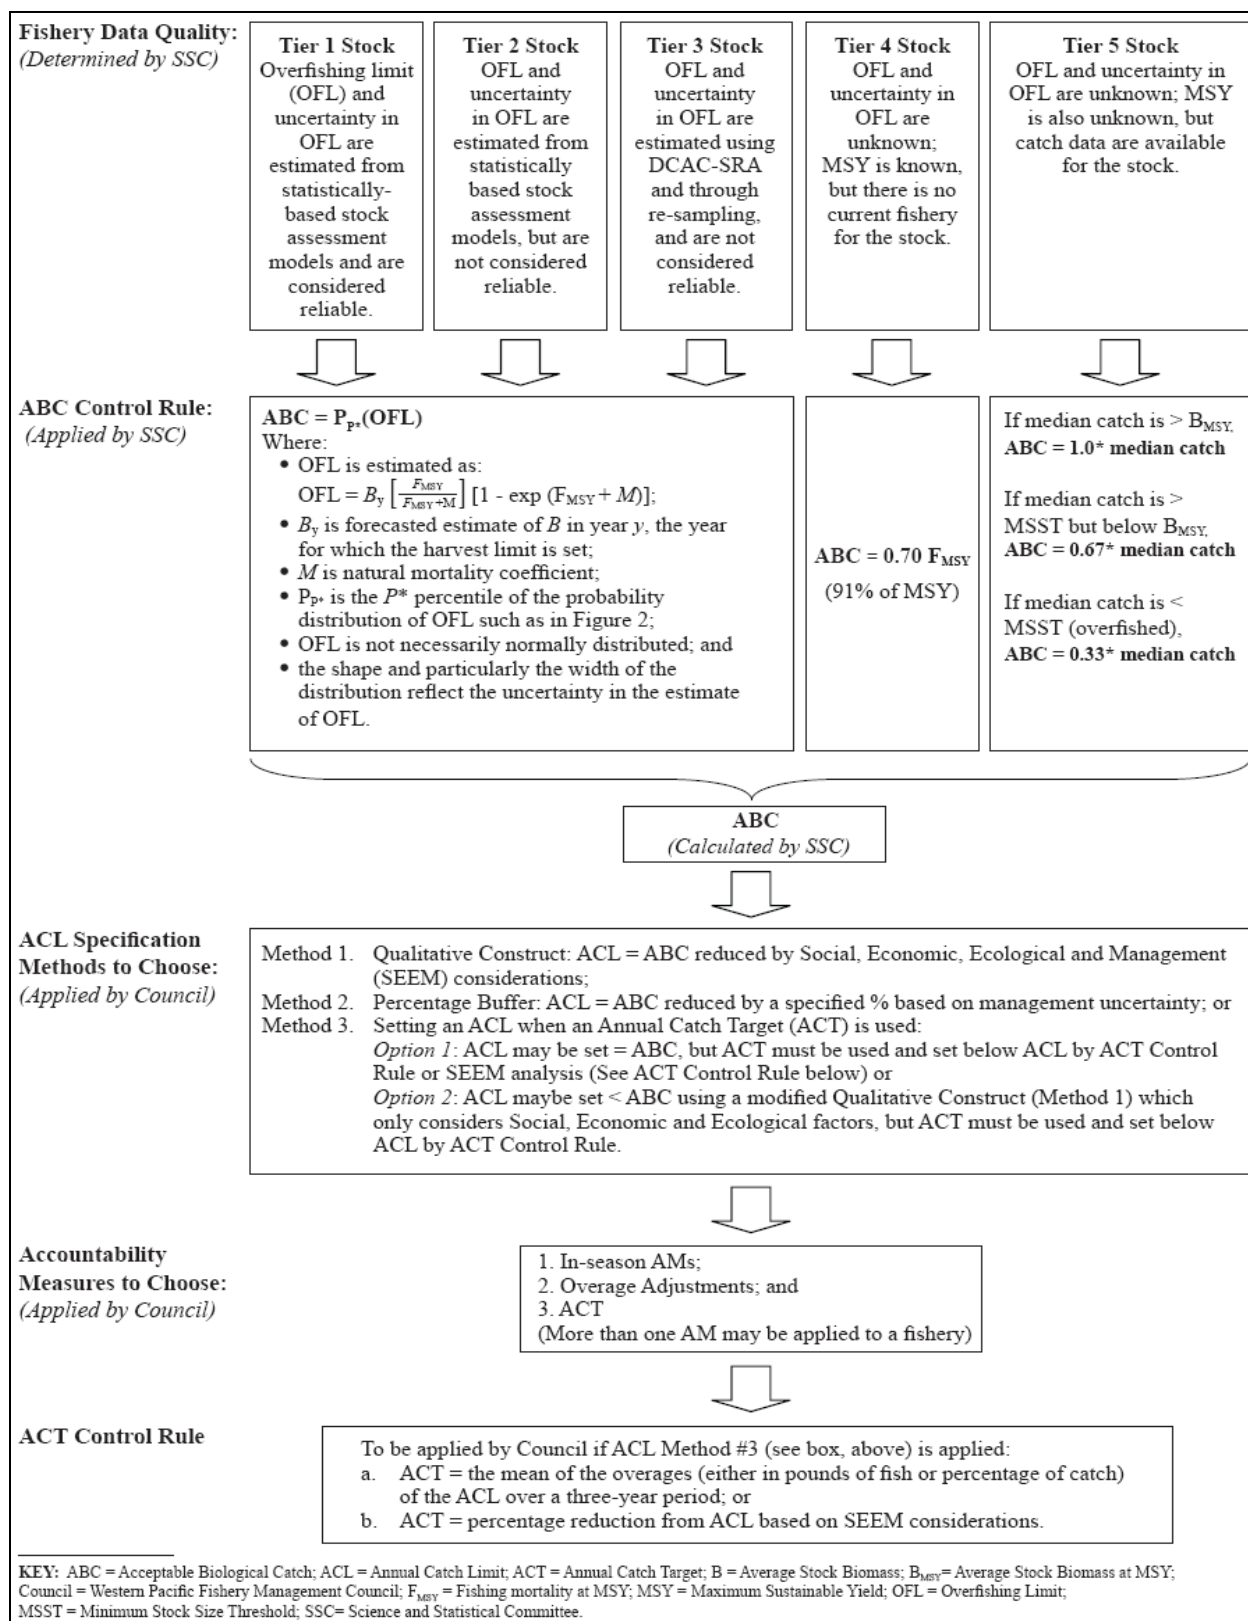 Fishery Data Quality:
(Determined by SSC)
Tier 1 Stock
Overfishing limit
(OFL) and
uncertainty in
OFL are
estimated from
statistically-
based stock
assessment
models and are
considered
reliable.
Tier 2 Stock
OFL and
uncertainty
in OFL are
estimated from
statistically
based stock
assessment
models, but are
not considered
reliable.
Tier 3 Stock
OFL and
uncertainty
in OFL are
estimated using
DCAC-SRA
and through
re-sampling,
and are not
considered
reliable.
Tier 4 Stock
OFL and
uncertainty in
OFL are
unknown;
MSY is known,
but there is no
current fishery
for the stock.
Tier 5 Stock
OFL and uncertainty in
OFL are unknown; MSY
is also unknown, but
catch data are available
for the stock.
ABC Control Rule:
(Applied by SSC)
ABC = P_P*(OFL)
Where:
• OFL is estimated as:
OFL = B_y [F_MSY / F_MSY+M] [1 - exp (F_MSY + M)];
• B_y is forecasted estimate of B in year y, the year
for which the harvest limit is set;
• M is natural mortality coefficient;
• P_P* is the P* percentile of the probability
distribution of OFL such as in Figure 2;
• OFL is not necessarily normally distributed; and
• the shape and particularly the width of the
distribution reflect the uncertainty in the estimate
of OFL.
ABC = 0.70 F_MSY
(91% of MSY)
If median catch is > B_MSY,
ABC = 1.0* median catch
If median catch is >
MSST but below B_MSY,
ABC = 0.67* median catch
If median catch is <
MSST (overfished),
ABC = 0.33* median catch
ABC
(Calculated by SSC)
ACL Specification
Methods to Choose:
(Applied by Council)
Method 1. Qualitative Construct: ACL = ABC reduced by Social, Economic, Ecological and Management
(SEEM) considerations;
Method 2. Percentage Buffer: ACL = ABC reduced by a specified % based on management uncertainty; or
Method 3. Setting an ACL when an Annual Catch Target (ACT) is used:
Option 1: ACL may be set = ABC, but ACT must be used and set below ACL by ACT Control
Rule or SEEM analysis (See ACT Control Rule below) or
Option 2: ACL maybe set < ABC using a modified Qualitative Construct (Method 1) which
only considers Social, Economic and Ecological factors, but ACT must be used and set below
ACL by ACT Control Rule.
Accountability
Measures to Choose:
(Applied by Council)
1. In-season AMs;
2. Overage Adjustments; and
3. ACT
(More than one AM may be applied to a fishery)
ACT Control Rule
To be applied by Council if ACL Method #3 (see box, above) is applied:
a. ACT = the mean of the overages (either in pounds of fish or percentage of catch)
of the ACL over a three-year period; or
b. ACT = percentage reduction from ACL based on SEEM considerations.
KEY: ABC = Acceptable Biological Catch; ACL = Annual Catch Limit; ACT = Annual Catch Target; B = Average Stock Biomass; B_MSY = Average Stock Biomass at MSY;
Council = Western Pacific Fishery Management Council; F_MSY = Fishing mortality at MSY; MSY = Maximum Sustainable Yield; OFL = Overfishing Limit;
MSST = Minimum Stock Size Threshold; SSC= Science and Statistical Committee.